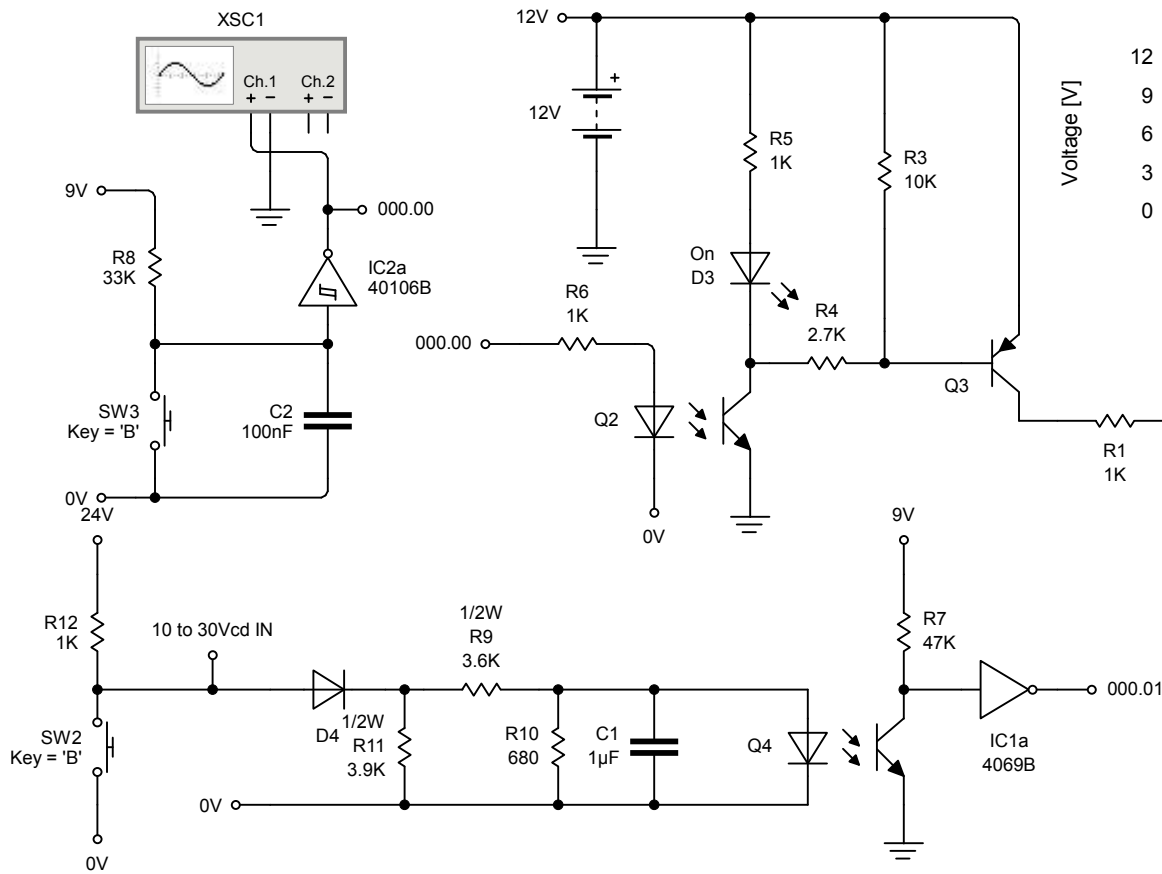 XSC1
Ch.1
Ch.2
+ −
+ −
9V
R8
33K
000.00
IC2a
40106B
SW3
Key = 'B'
C2
100nF
0V
12V
+
12V
R5
1K
R3
10K
On
D3
R6
1K
000.00
R4
2.7K
Q2
Q3
0V
R1
1K
Voltage [V]
12
9
6
3
0
24V
R12
1K
10 to 30Vcd IN
SW2
Key = 'B'
0V
D4
1/2W
R11
3.9K
1/2W
R9
3.6K
R10
680
C1
1µF
Q4
0V
9V
R7
47K
IC1a
4069B
000.01